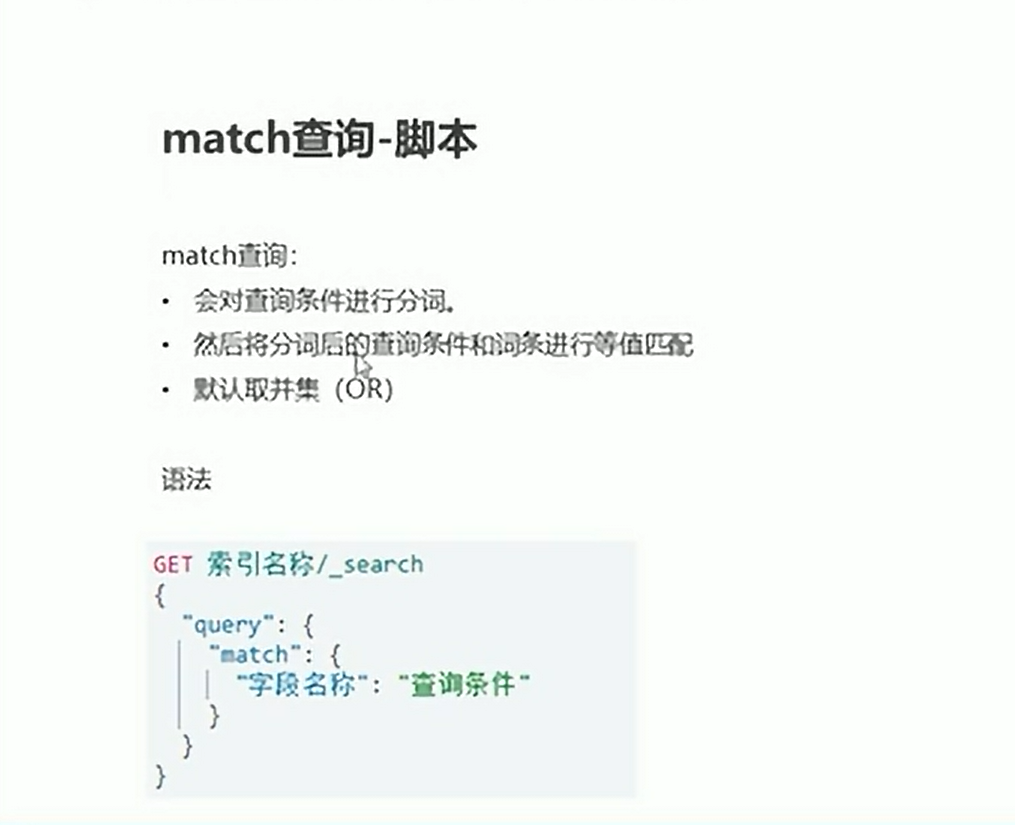 match查询-脚本
match查询：
• 会对查询条件进行分词。
• 然后将分词后的查询条件和词条进行等值匹配
• 默认取并集（OR）
语法
GET 索引名称/_search
{
  "query": {
    "match": {
      "字段名称": "查询条件"
    }
  }
}